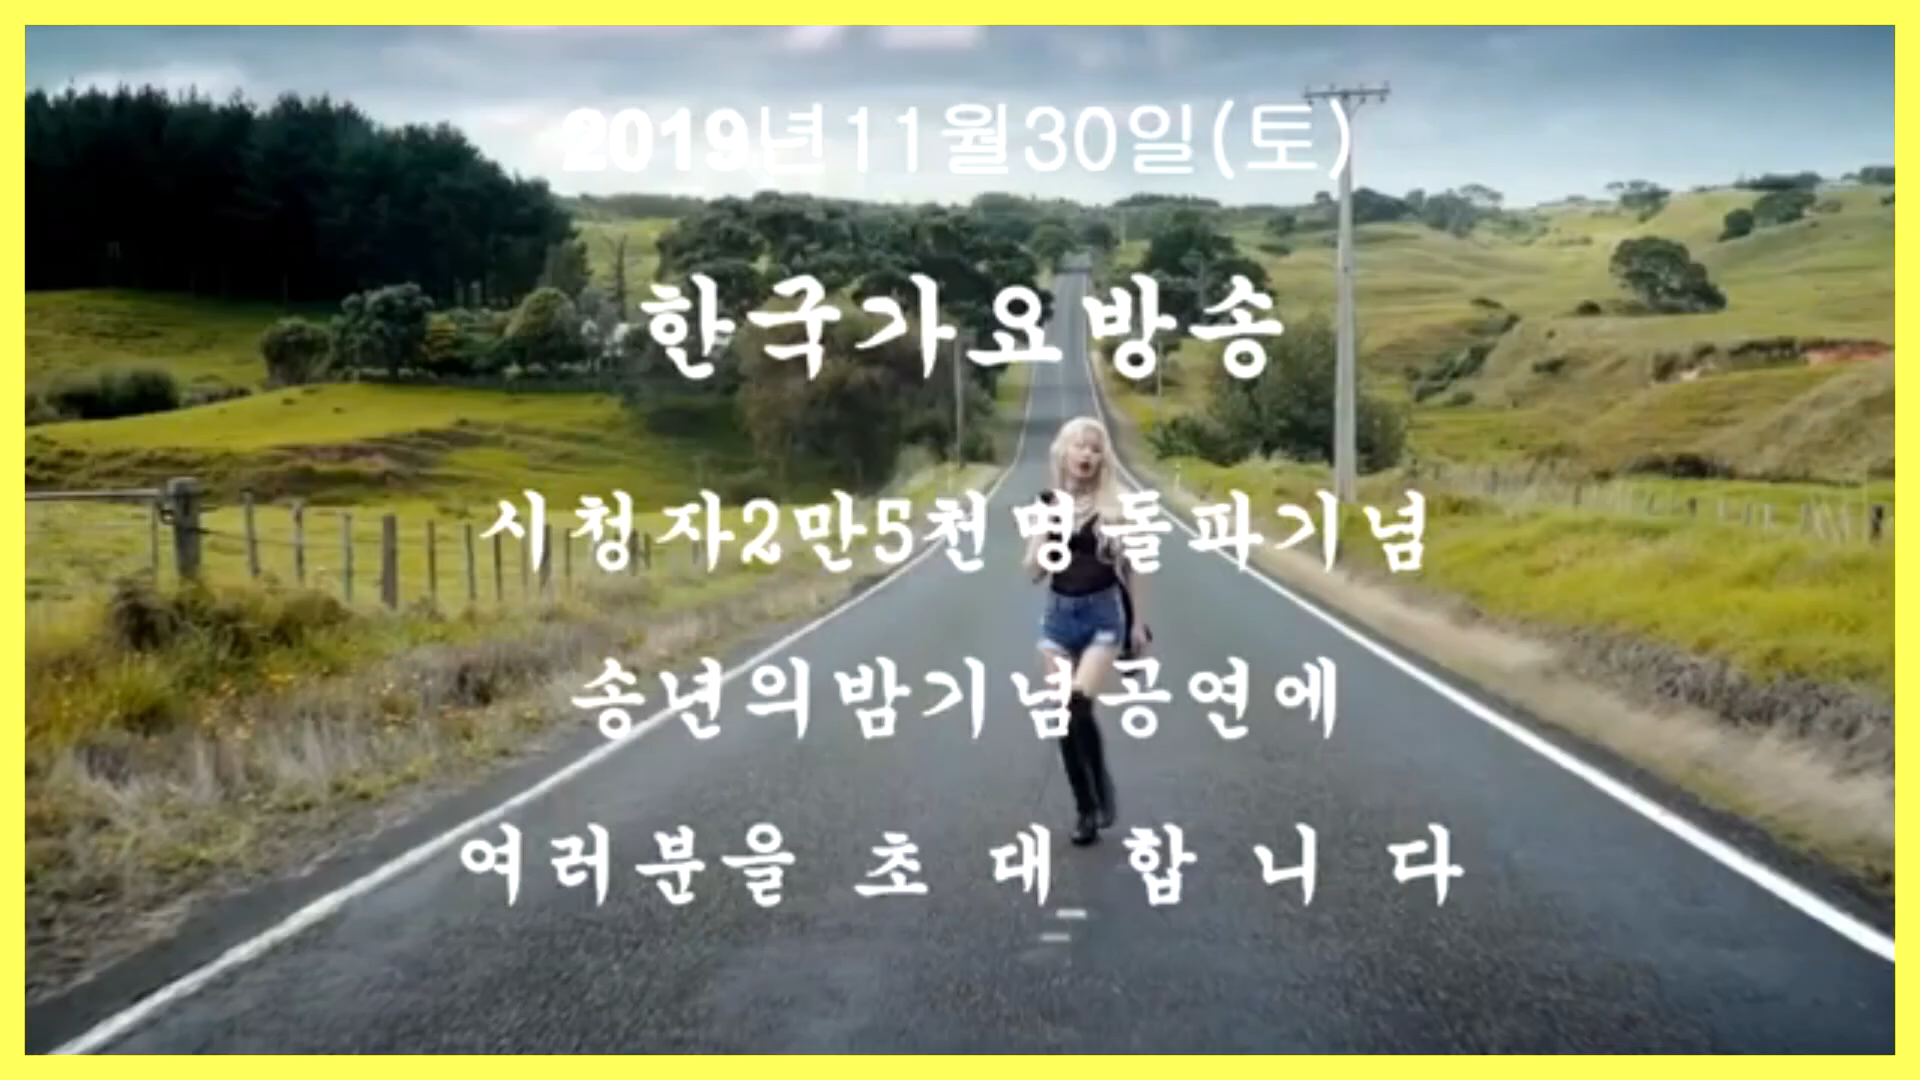 2019년11월30일(토)
한국가요방송
시청자2만5천명돌파기념
송년의밤기념공연에
여러분을 초 대 합 니 다